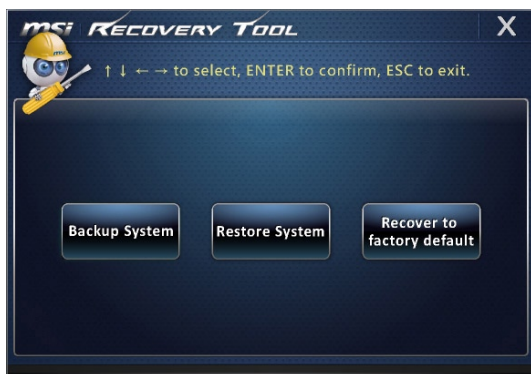 msi RECOVERY TOOL X
↑ ↓ ← → to select, ENTER to confirm, ESC to exit.
Backup System
Restore System
Recover to
factory default